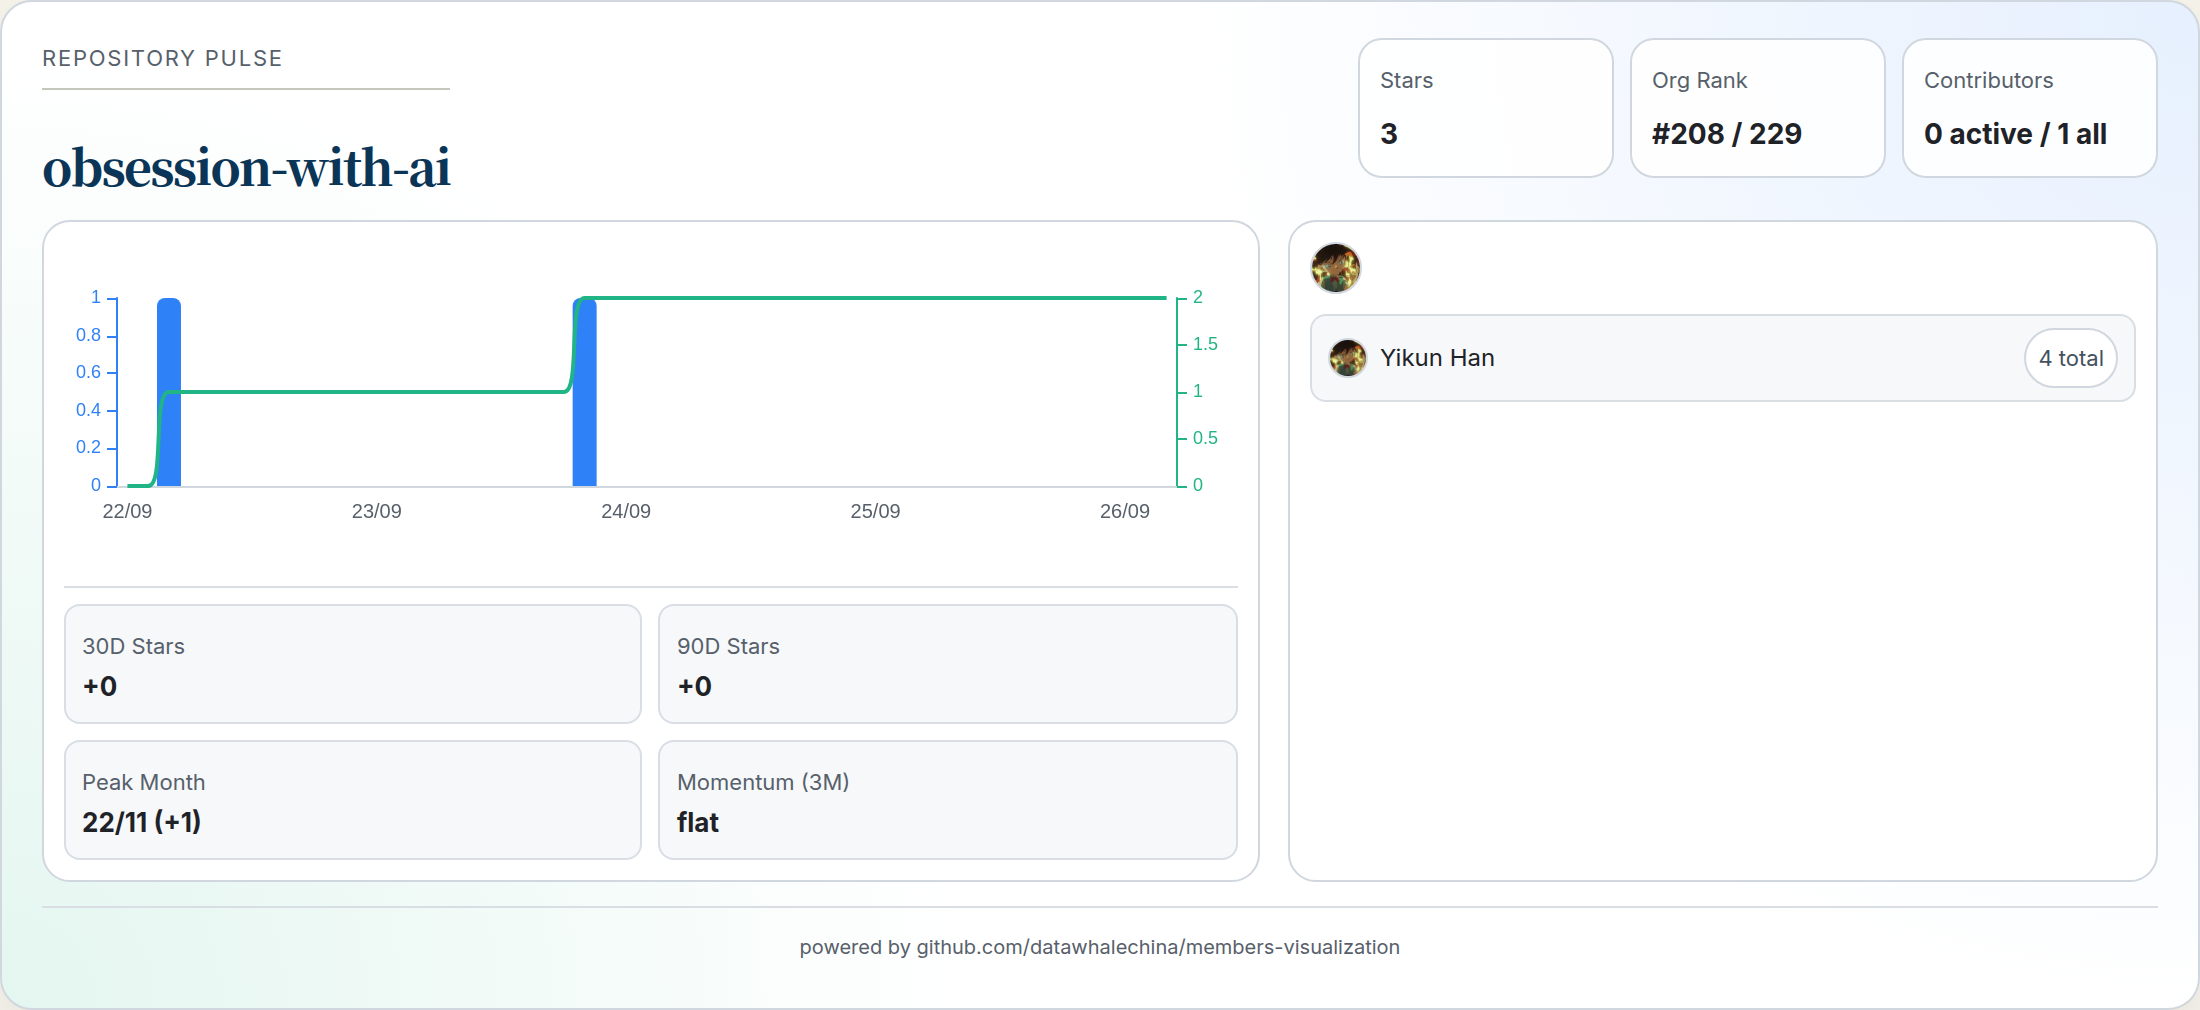 REPOSITORY PULSE
obsession-with-ai
Stars
3
Org Rank
#208 / 229
Contributors
0 active / 1 all
1
0.8
0.6
0.4
0.2
0
2
1.5
1
0.5
0
22/09
23/09
24/09
25/09
26/09
30D Stars
+0
90D Stars
+0
Peak Month
22/11 (+1)
Momentum (3M)
flat
Yikun Han
4 total
powered by github.com/datawhalechina/members-visualization